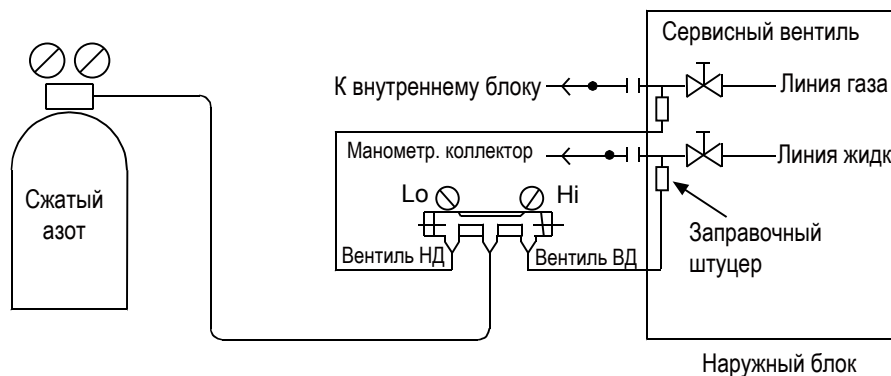 Сервисный вентиль
К внутреннему блоку
Линия газа
Манометр. коллектор
Линия жидк
Сжатый
азот
Lo
Hi
Заправочный
штуцер
Вентиль НД
Вентиль ВД
Наружный блок